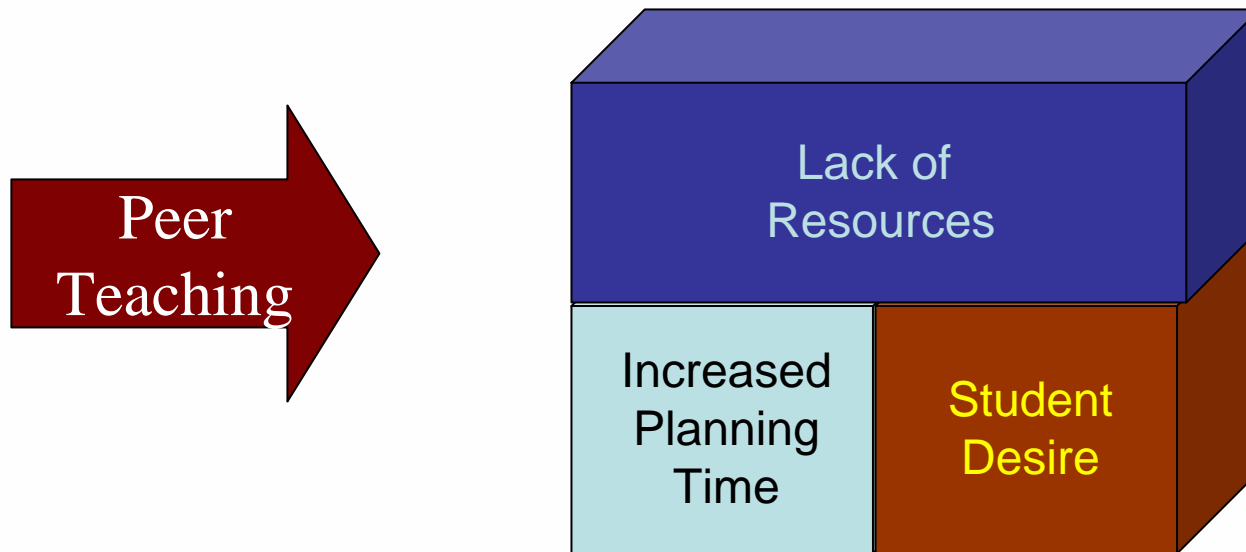 Peer
Teaching
Lack of
Resources
Increased
Planning
Time
Student
Desire